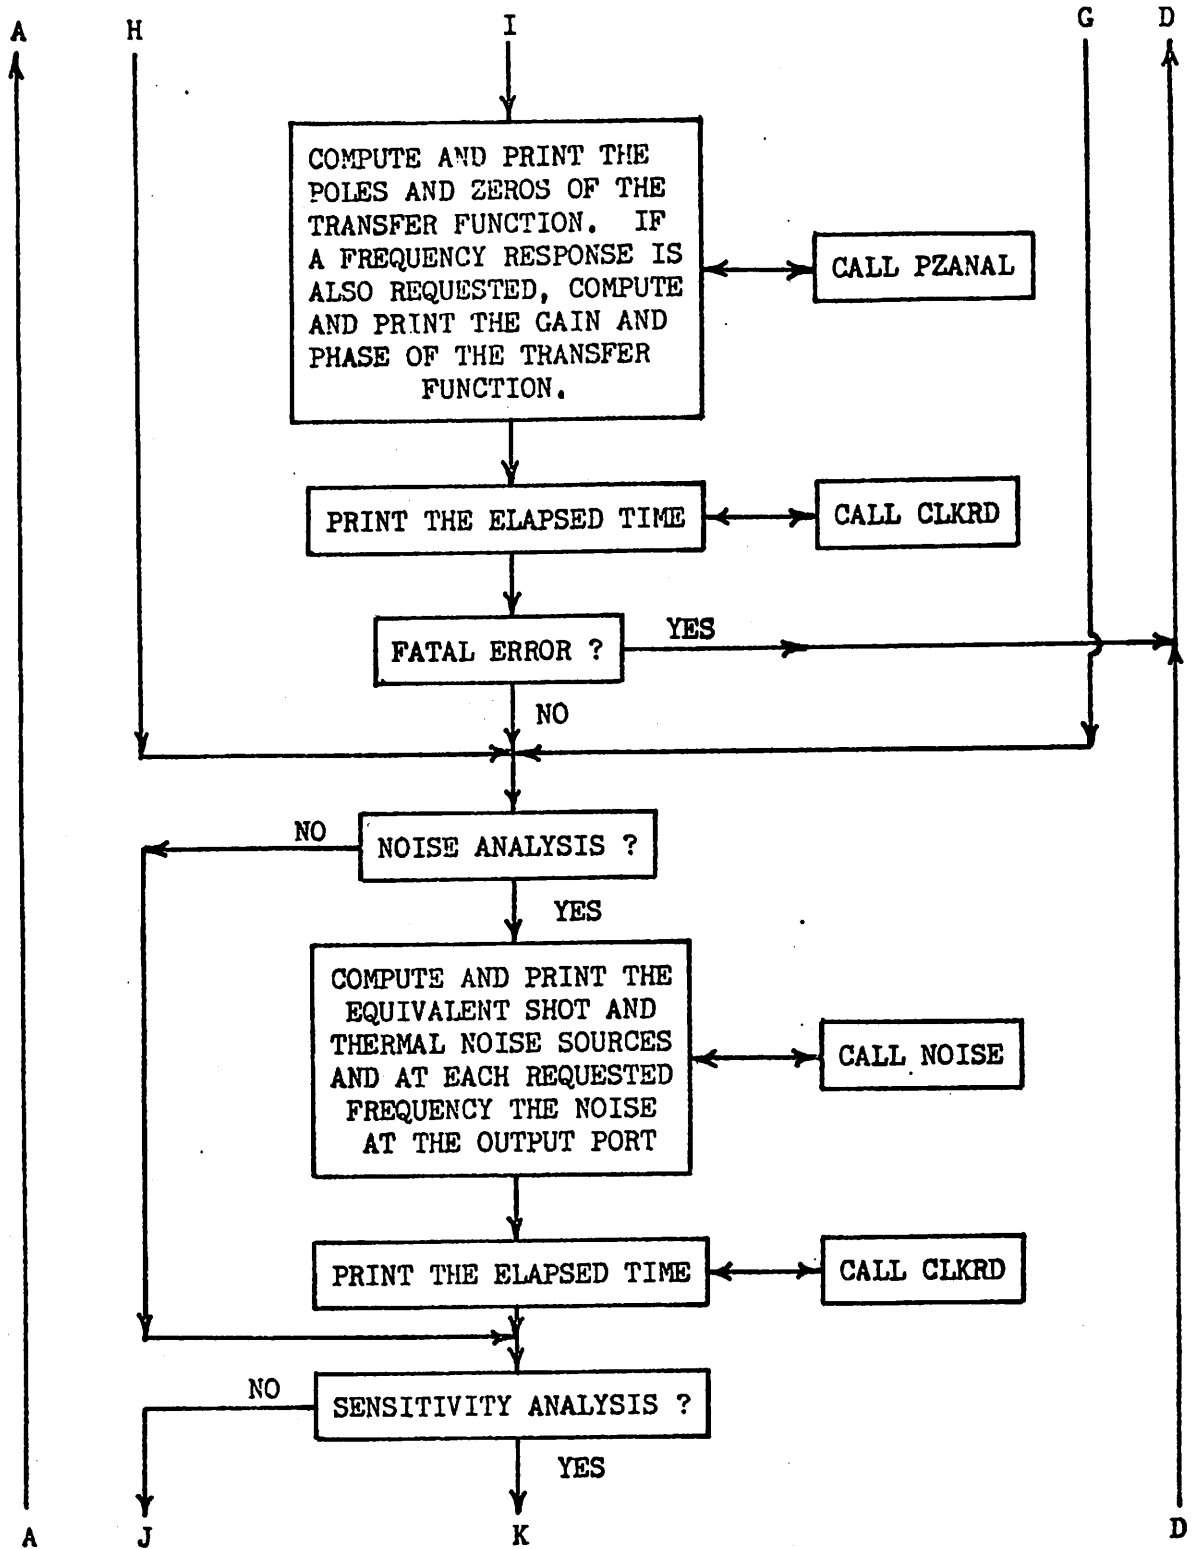 A H I G D
COMPUTE AND PRINT THE
POLES AND ZEROS OF THE
TRANSFER FUNCTION. IF
A FREQUENCY RESPONSE IS
ALSO REQUESTED, COMPUTE
AND PRINT THE GAIN AND
PHASE OF THE TRANSFER
FUNCTION.
CALL PZANAL
PRINT THE ELAPSED TIME
CALL CLKRD
FATAL ERROR ?
YES
NO
NOISE ANALYSIS ?
NO
YES
COMPUTE AND PRINT THE
EQUIVALENT SHOT AND
THERMAL NOISE SOURCES
AND AT EACH REQUESTED
FREQUENCY THE NOISE
AT THE OUTPUT PORT
CALL NOISE
PRINT THE ELAPSED TIME
CALL CLKRD
NO
SENSITIVITY ANALYSIS ?
YES
A J K D